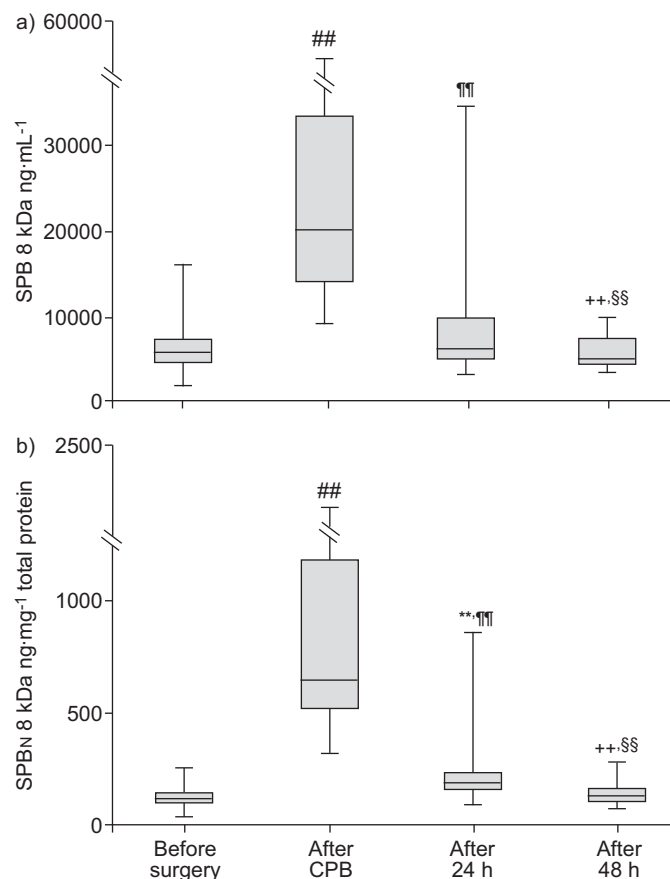 a)
60000
##
¶¶
30000
SPB 8 kDa ng·mL-1
20000
++,§§
10000
0
b)
2500
##
SPBN 8 kDa ng·mg-1 total protein
1000
**,¶¶
500
++,§§
0
Before After After After
surgery CPB 24 h 48 h